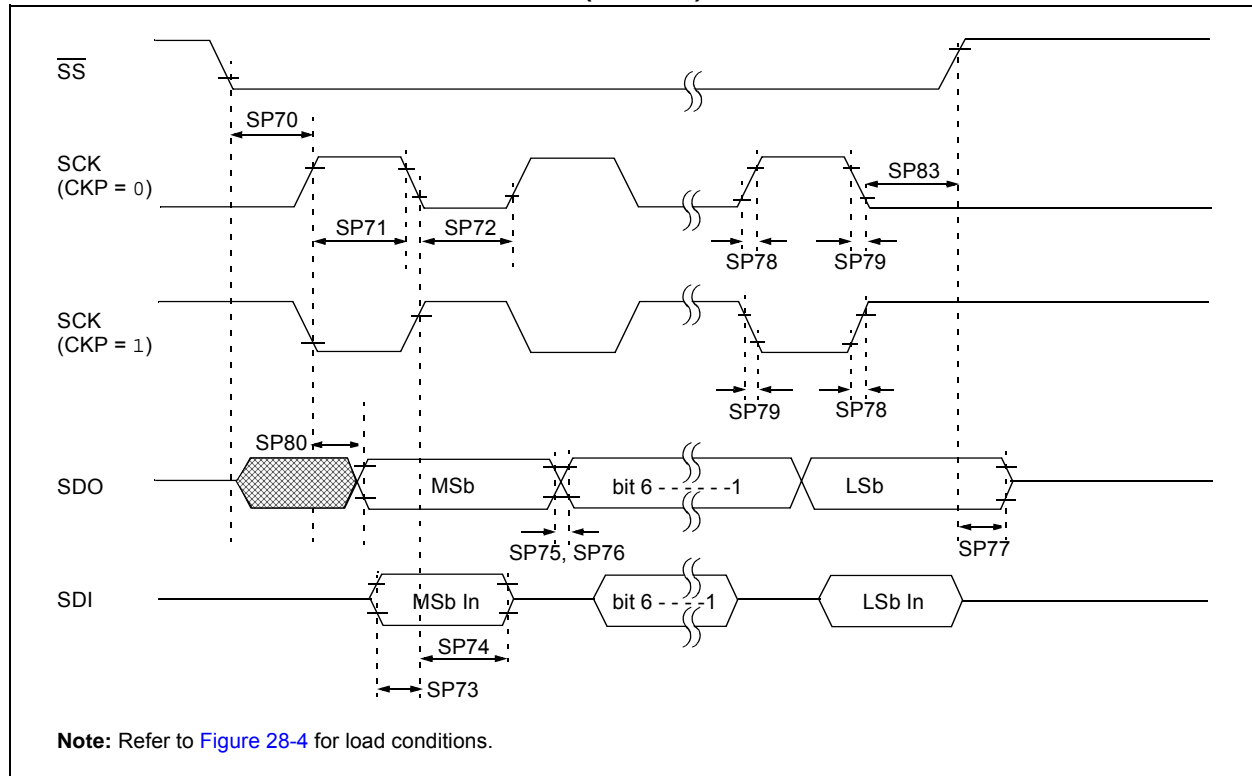 SS
SP70
SCK
(CKP = 0)
SP83
SP71
SP72
SP78
SP79
SCK
(CKP = 1)
SP79
SP78
SP80
SDO
MSb
bit 6 - - - - - -1
LSb
SP75, SP76
SP77
SDI
MSb In
bit 6 - - - -1
LSb In
SP74
SP73
Note: Refer to Figure 28-4 for load conditions.